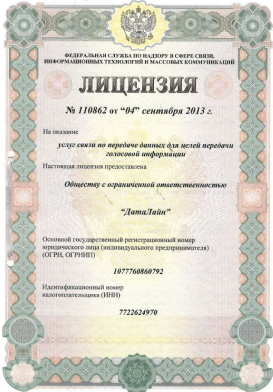 ФЕДЕРАЛЬНАЯ СЛУЖБА ПО НАДЗОРУ В СФЕРЕ СВЯЗИ,
ИНФОРМАЦИОННЫХ ТЕХНОЛОГИЙ И МАССОВЫХ КОММУНИКАЦИЙ
ЛИЦЕНЗИЯ
№ 110862 от “04” сентября 2013 г.
На оказание
услуг связи по передаче данных для целей передачи
голосовой информации
Настоящая лицензия предоставлена
Обществу с ограниченной ответственностью
“ДатаЛайн”
Основной государственный регистрационный номер
юридического лица (индивидуального предпринимателя)
(ОГРН, ОГРНИП)
1077760860792
Идентификационный номер
налогоплательщика (ИНН)
7722624970